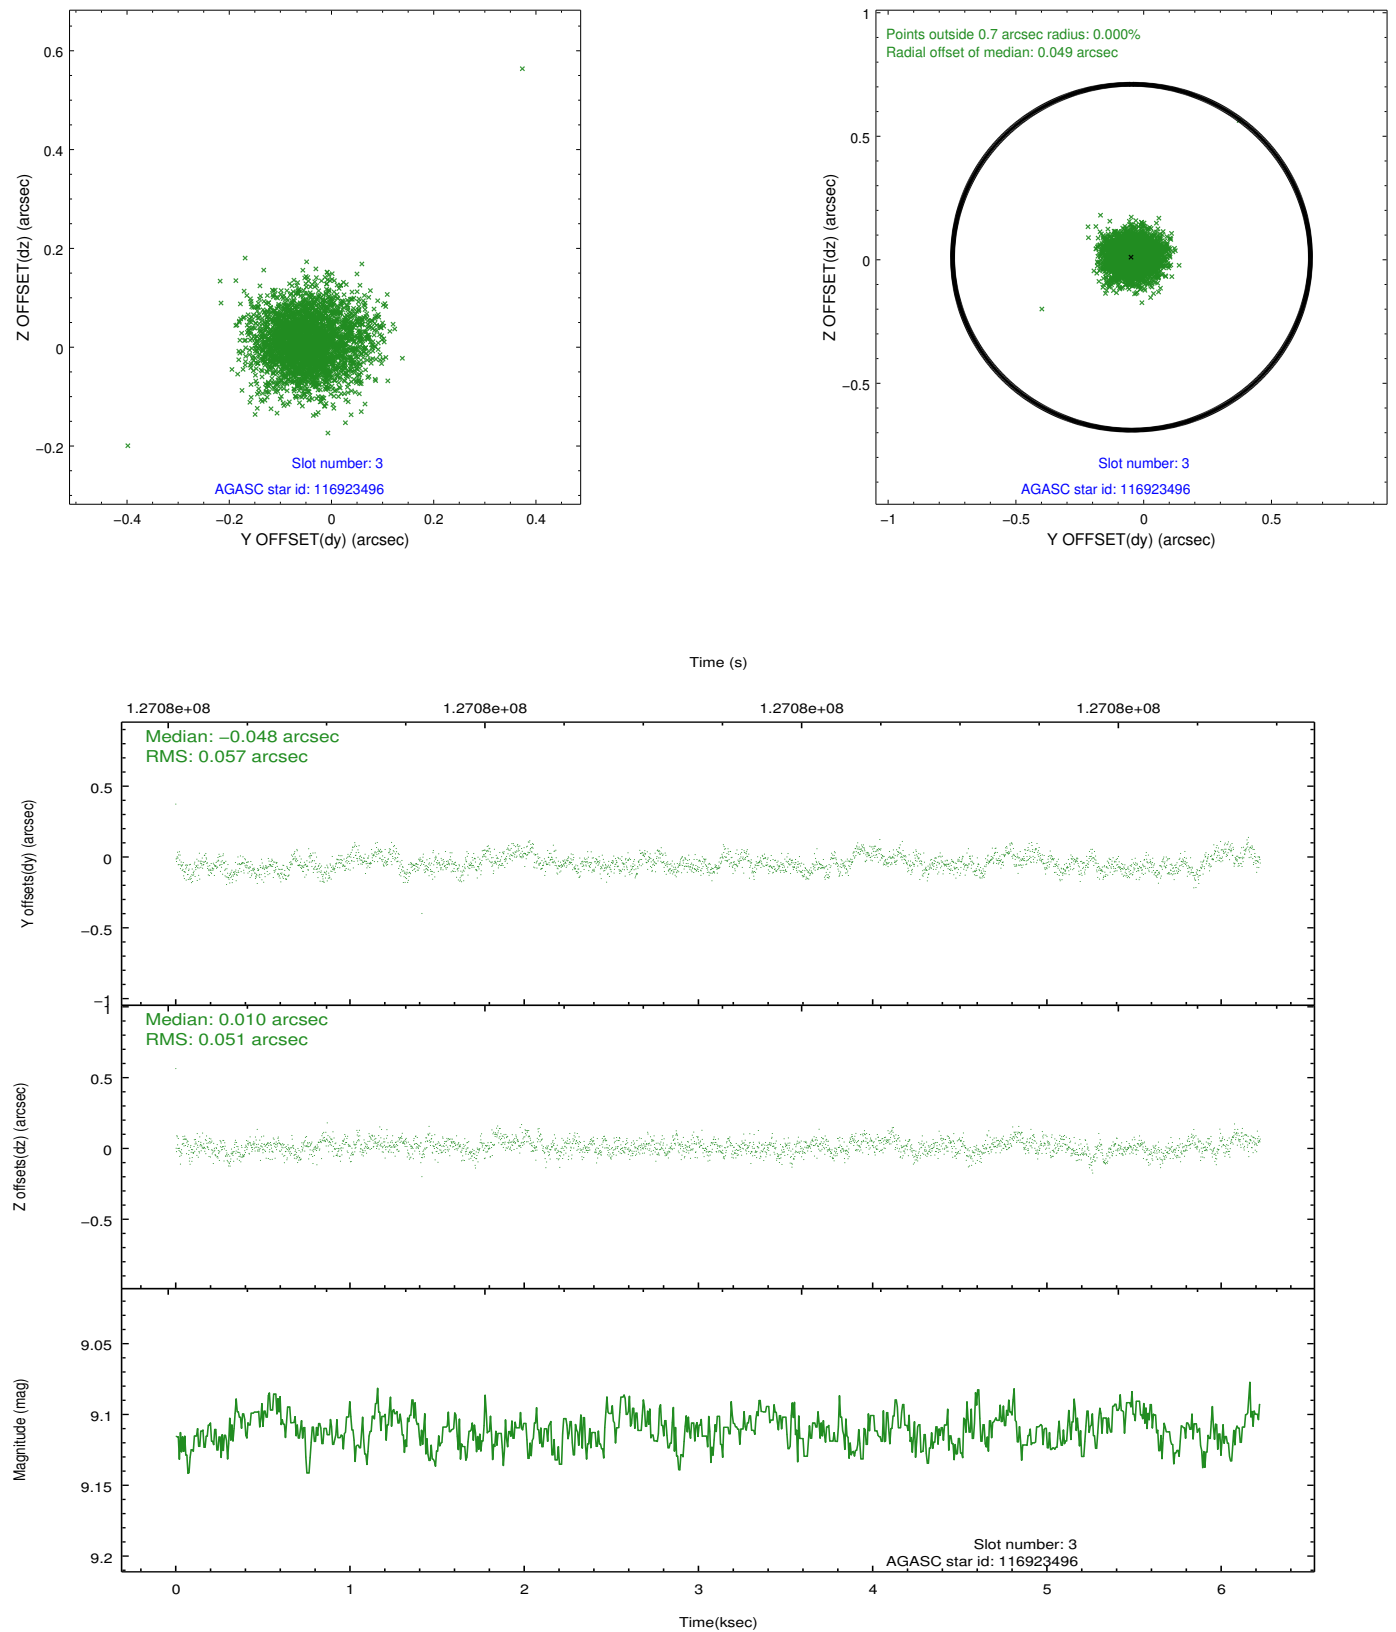 0.6
0.4
0.2
0
−0.2
−0.4
−0.2
0
0.2
0.4
Z OFFSET(dz) (arcsec)
Y OFFSET(dy) (arcsec)
Slot number: 3
AGASC star id: 116923496
Points outside 0.7 arcsec radius: 0.000%
Radial offset of median: 0.049 arcsec
1
0.5
0
−0.5
−1
−0.5
0
0.5
Z OFFSET(dz) (arcsec)
Y OFFSET(dy) (arcsec)
Slot number: 3
AGASC star id: 116923496
Time (s)
1.2708e+08
1.2708e+08
1.2708e+08
1.2708e+08
Median: −0.048 arcsec
RMS: 0.057 arcsec
0.5
0
−0.5
−1
Y offsets(dy) (arcsec)
Median: 0.010 arcsec
RMS: 0.051 arcsec
1
0.5
0
−0.5
Z offsets(dz) (arcsec)
9.05
9.1
9.15
9.2
Magnitude (mag)
Slot number: 3
AGASC star id: 116923496
0
1
2
3
4
5
6
Time(ksec)